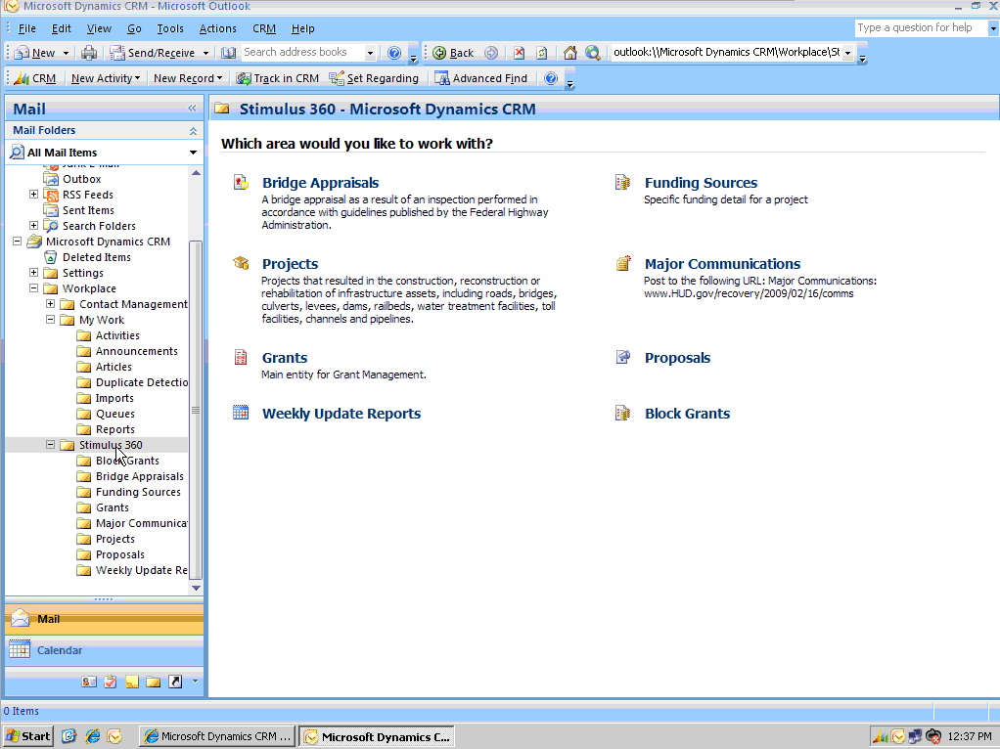 Microsoft Dynamics CRM - Microsoft Outlook
File Edit View Go Tools Actions CRM Help
Type a question for help
New Send/Receive Search address books Back outlook:\\Microsoft Dynamics CRM\Workplace\St
CRM New Activity New Record Track in CRM Set Regarding Advanced Find
Mail
Mail Folders
All Mail Items
Junk E-mail
Outbox
RSS Feeds
Sent Items
Search Folders
Microsoft Dynamics CRM
Deleted Items
Settings
Workplace
Contact Management
My Work
Activities
Announcements
Articles
Duplicate Detectio
Imports
Queues
Reports
Stimulus 360
Block Grants
Bridge Appraisals
Funding Sources
Grants
Major Communicat
Projects
Proposals
Weekly Update Re
Mail
Calendar
Stimulus 360 - Microsoft Dynamics CRM
Which area would you like to work with?
Bridge Appraisals
A bridge appraisal as a result of an inspection performed in
accordance with guidelines published by the Federal Highway
Administration.
Funding Sources
Specific funding detail for a project
Projects
Projects that resulted in the construction, reconstruction or
rehabilitation of infrastructure assets, including roads, bridges,
culverts, levees, dams, railbeds, water treatment facilities, toll
facilities, channels and pipelines.
Major Communications
Post to the following URL: Major Communications:
www.HUD.gov/recovery/2009/02/16/comms
Grants
Main entity for Grant Management.
Proposals
Weekly Update Reports
Block Grants
0 Items
Start Microsoft Dynamics CRM ... Microsoft Dynamics C... 12:37 PM